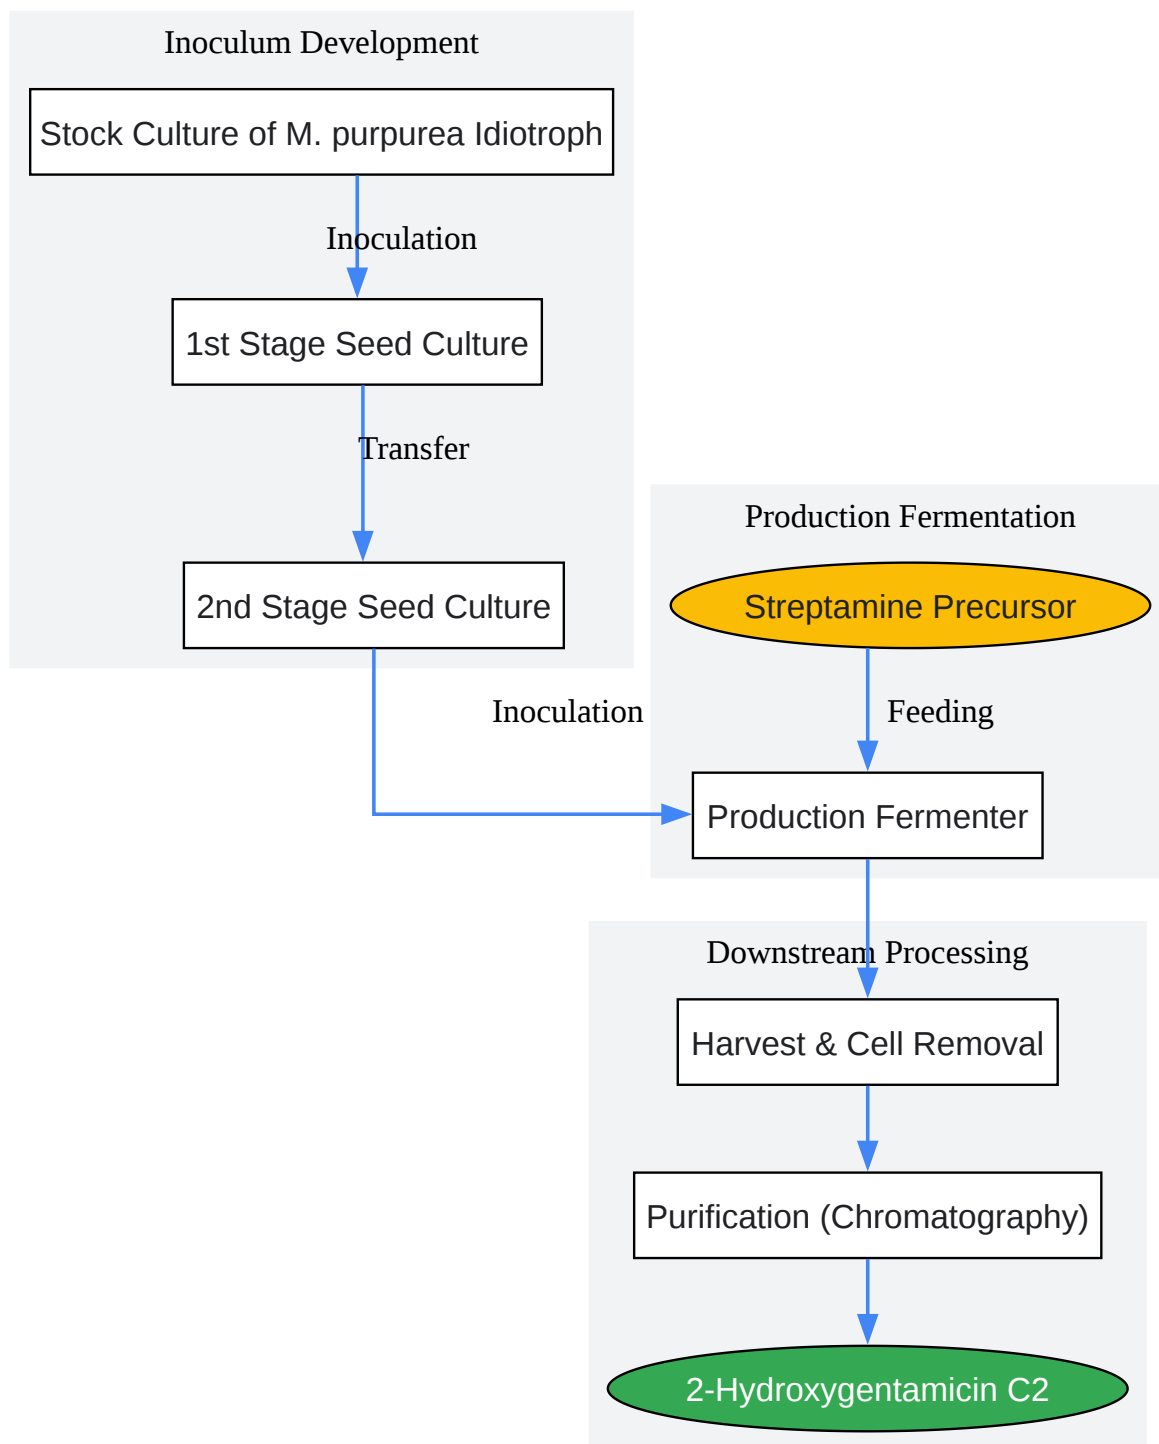 Inoculum Development
Stock Culture of M. purpurea Idiotroph
Inoculation
1st Stage Seed Culture
Transfer
2nd Stage Seed Culture
Inoculation
Production Fermentation
Streptamine Precursor
Feeding
Production Fermenter
Downstream Processing
Harvest & Cell Removal
Purification (Chromatography)
2-Hydroxygentamicin C2